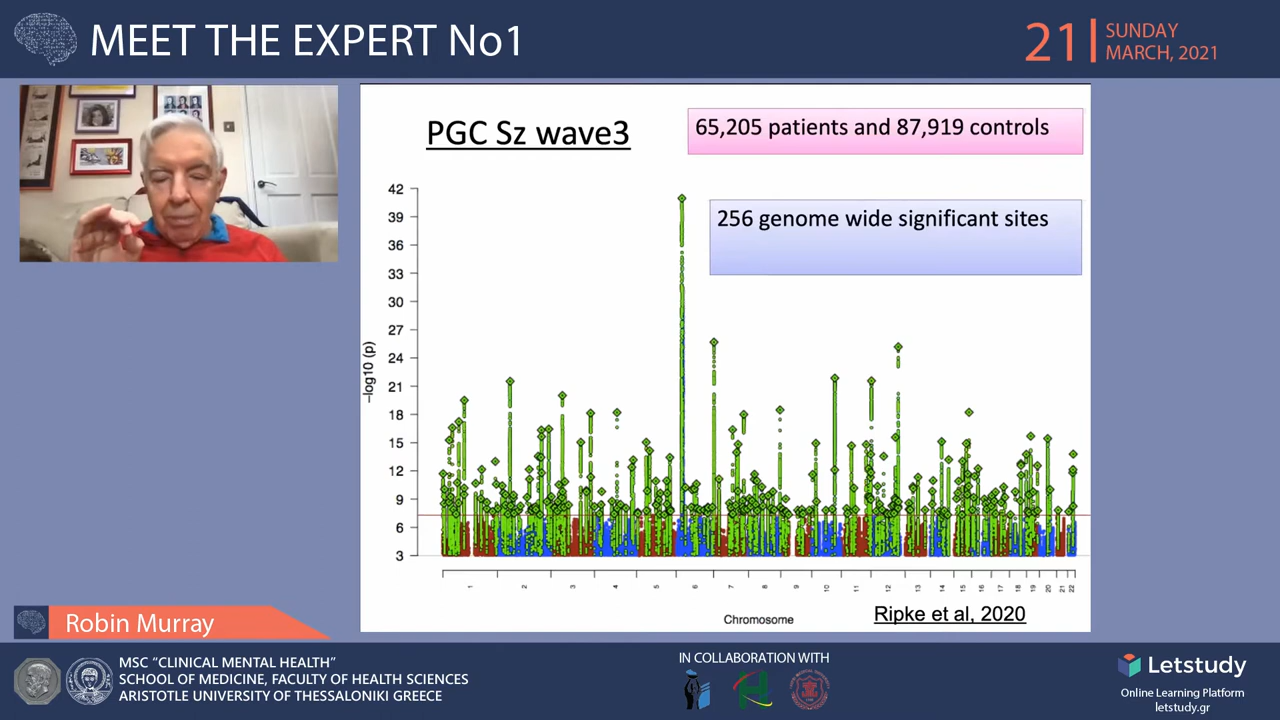 MEET THE EXPERT No1
21
SUNDAY
MARCH, 2021
PGC Sz wave3
65,205 patients and 87,919 controls
256 genome wide significant sites
–log10 (p)
42
39
36
33
30
27
24
21
18
15
12
9
6
3
1
2
3
4
5
6
7
8
9
10
11
12
13
14
15
16
17
18
19
20
21
22
Chromosome
Ripke et al, 2020
Robin Murray
MSC “CLINICAL MENTAL HEALTH”
SCHOOL OF MEDICINE, FACULTY OF HEALTH SCIENCES
ARISTOTLE UNIVERSITY OF THESSALONIKI GREECE
IN COLLABORATION WITH
Letstudy
Online Learning Platform
letstudy.gr